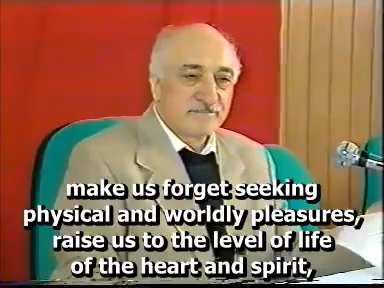 make us forget seeking
physical and worldly pleasures,
raise us to the level of life
of the heart and spirit,